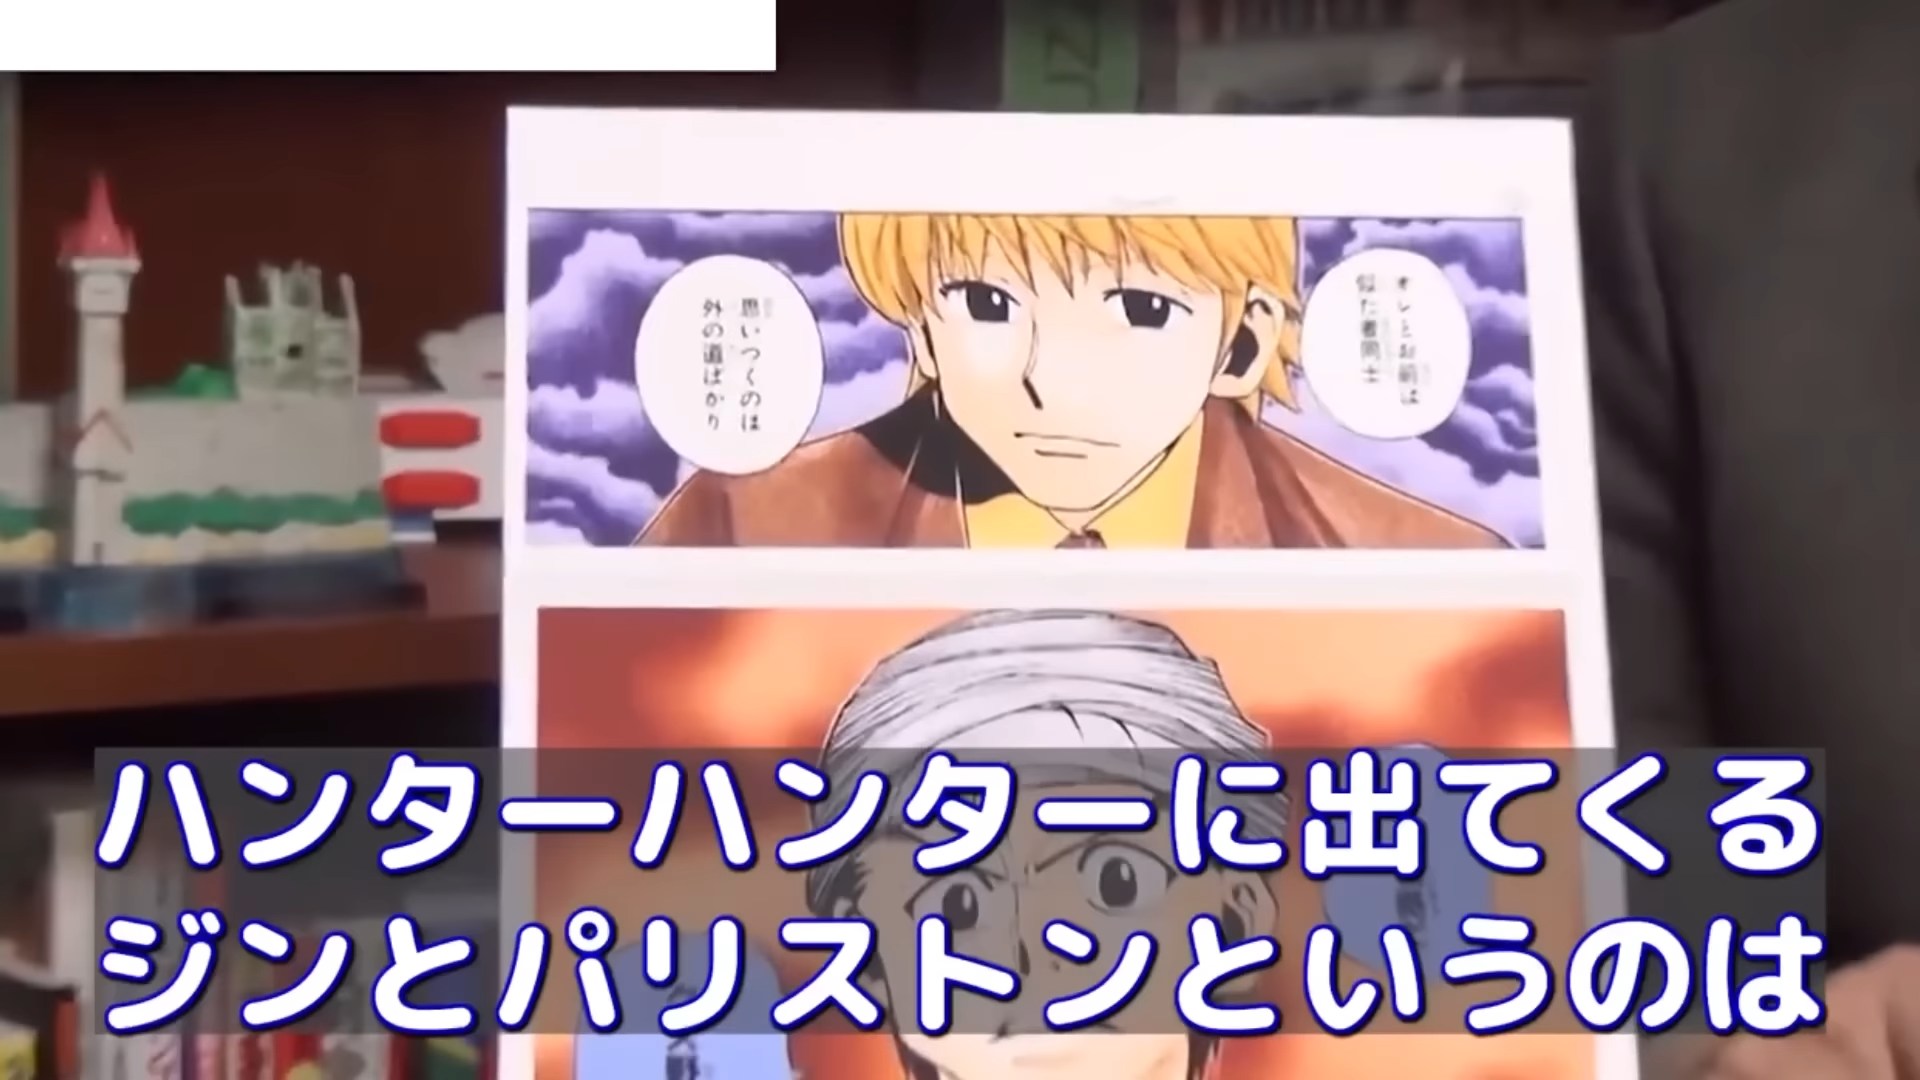 オレとお前は
似た者同士
思いつくのは
外の道ばかり
ハンターハンターに出てくる
ジンとパリストンというのは